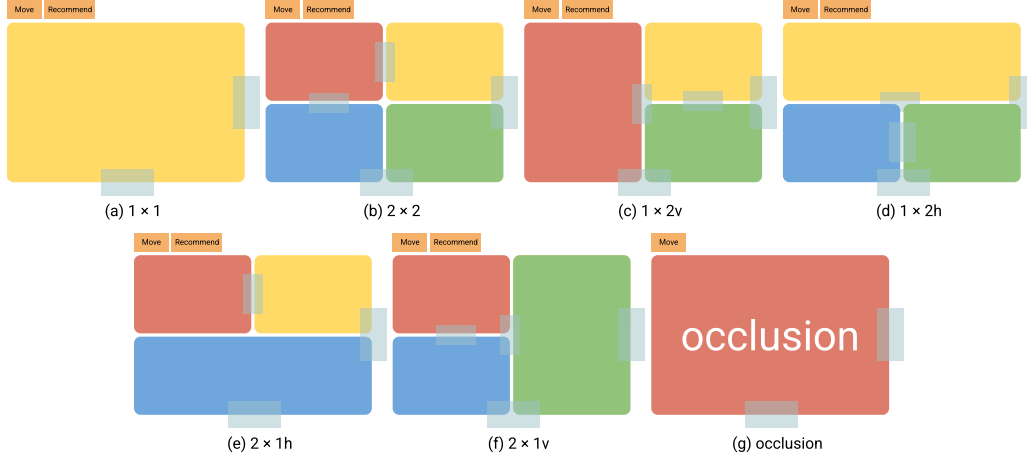 Move Recommend Move Recommend Move Recommend Move Recommend
(a) 1 × 1 (b) 2 × 2 (c) 1 × 2v (d) 1 × 2h
Move Recommend Move Recommend Move
occlusion
(e) 2 × 1h (f) 2 × 1v (g) occlusion